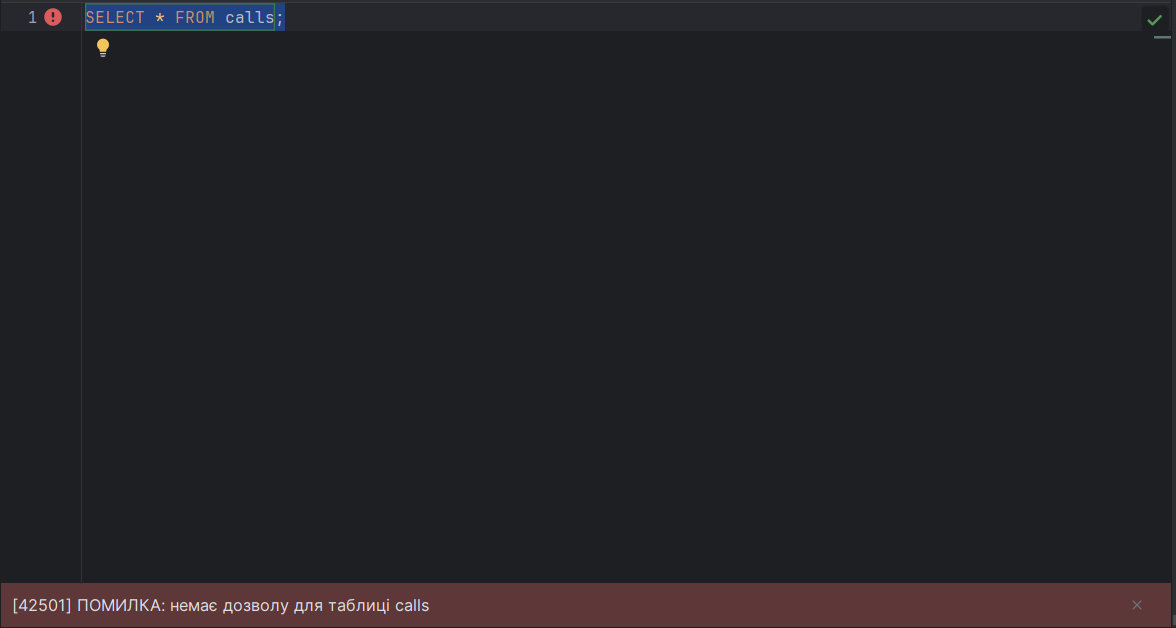 1 SELECT * FROM calls;
[42501] ПОМИЛКА: немає дозволу для таблиці calls